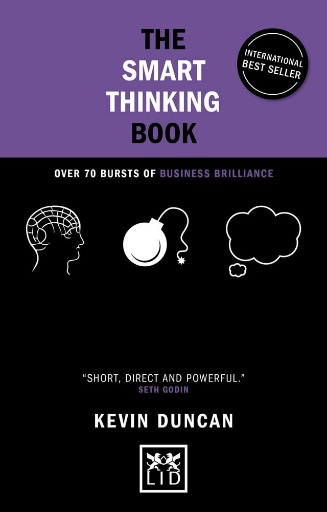 THE
SMART
THINKING
BOOK
INTERNATIONAL
BEST SELLER
OVER 70 BURSTS OF BUSINESS BRILLIANCE
“SHORT, DIRECT AND POWERFUL.”
SETH GODIN
KEVIN DUNCAN
LID